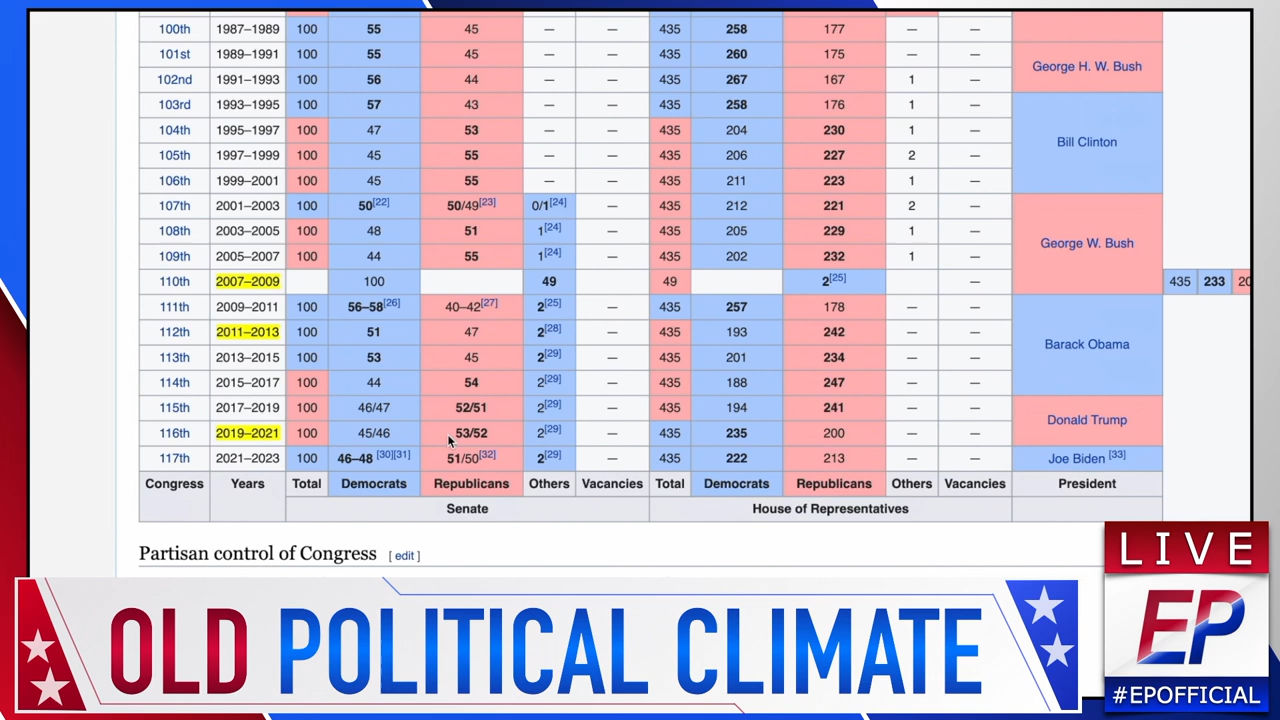 100th 1987–1989 100 55 45 — — 435 258 177 — —
101st 1989–1991 100 55 45 — — 435 260 175 — — George H. W. Bush
102nd 1991–1993 100 56 44 — — 435 267 167 1 —
103rd 1993–1995 100 57 43 — — 435 258 176 1 —
104th 1995–1997 100 47 53 — — 435 204 230 1 — Bill Clinton
105th 1997–1999 100 45 55 — — 435 206 227 2 —
106th 1999–2001 100 45 55 — — 435 211 223 1 —
107th 2001–2003 100 50[22] 50/49[23] 0/1[24] — 435 212 221 2 —
108th 2003–2005 100 48 51 1[24] — 435 205 229 1 — George W. Bush
109th 2005–2007 100 44 55 1[24] — 435 202 232 1 —
110th 2007–2009 100 49 49 2[25] — 435 233 20
111th 2009–2011 100 56–58[26] 40–42[27] 2[25] — 435 257 178 — —
112th 2011–2013 100 51 47 2[28] — 435 193 242 — — Barack Obama
113th 2013–2015 100 53 45 2[29] — 435 201 234 — —
114th 2015–2017 100 44 54 2[29] — 435 188 247 — —
115th 2017–2019 100 46/47 52/51 2[29] — 435 194 241 — — Donald Trump
116th 2019–2021 100 45/46 53/52 2[29] — 435 235 200 — —
117th 2021–2023 100 46–48 [30][31] 51/50[32] 2[29] — 435 222 213 — — Joe Biden [33]
Congress Years Total Democrats Republicans Others Vacancies Total Democrats Republicans Others Vacancies President
Senate House of Representatives
Partisan control of Congress [ edit ]
LIVE
OLD POLITICAL CLIMATE
EP
#EPOFFICIAL